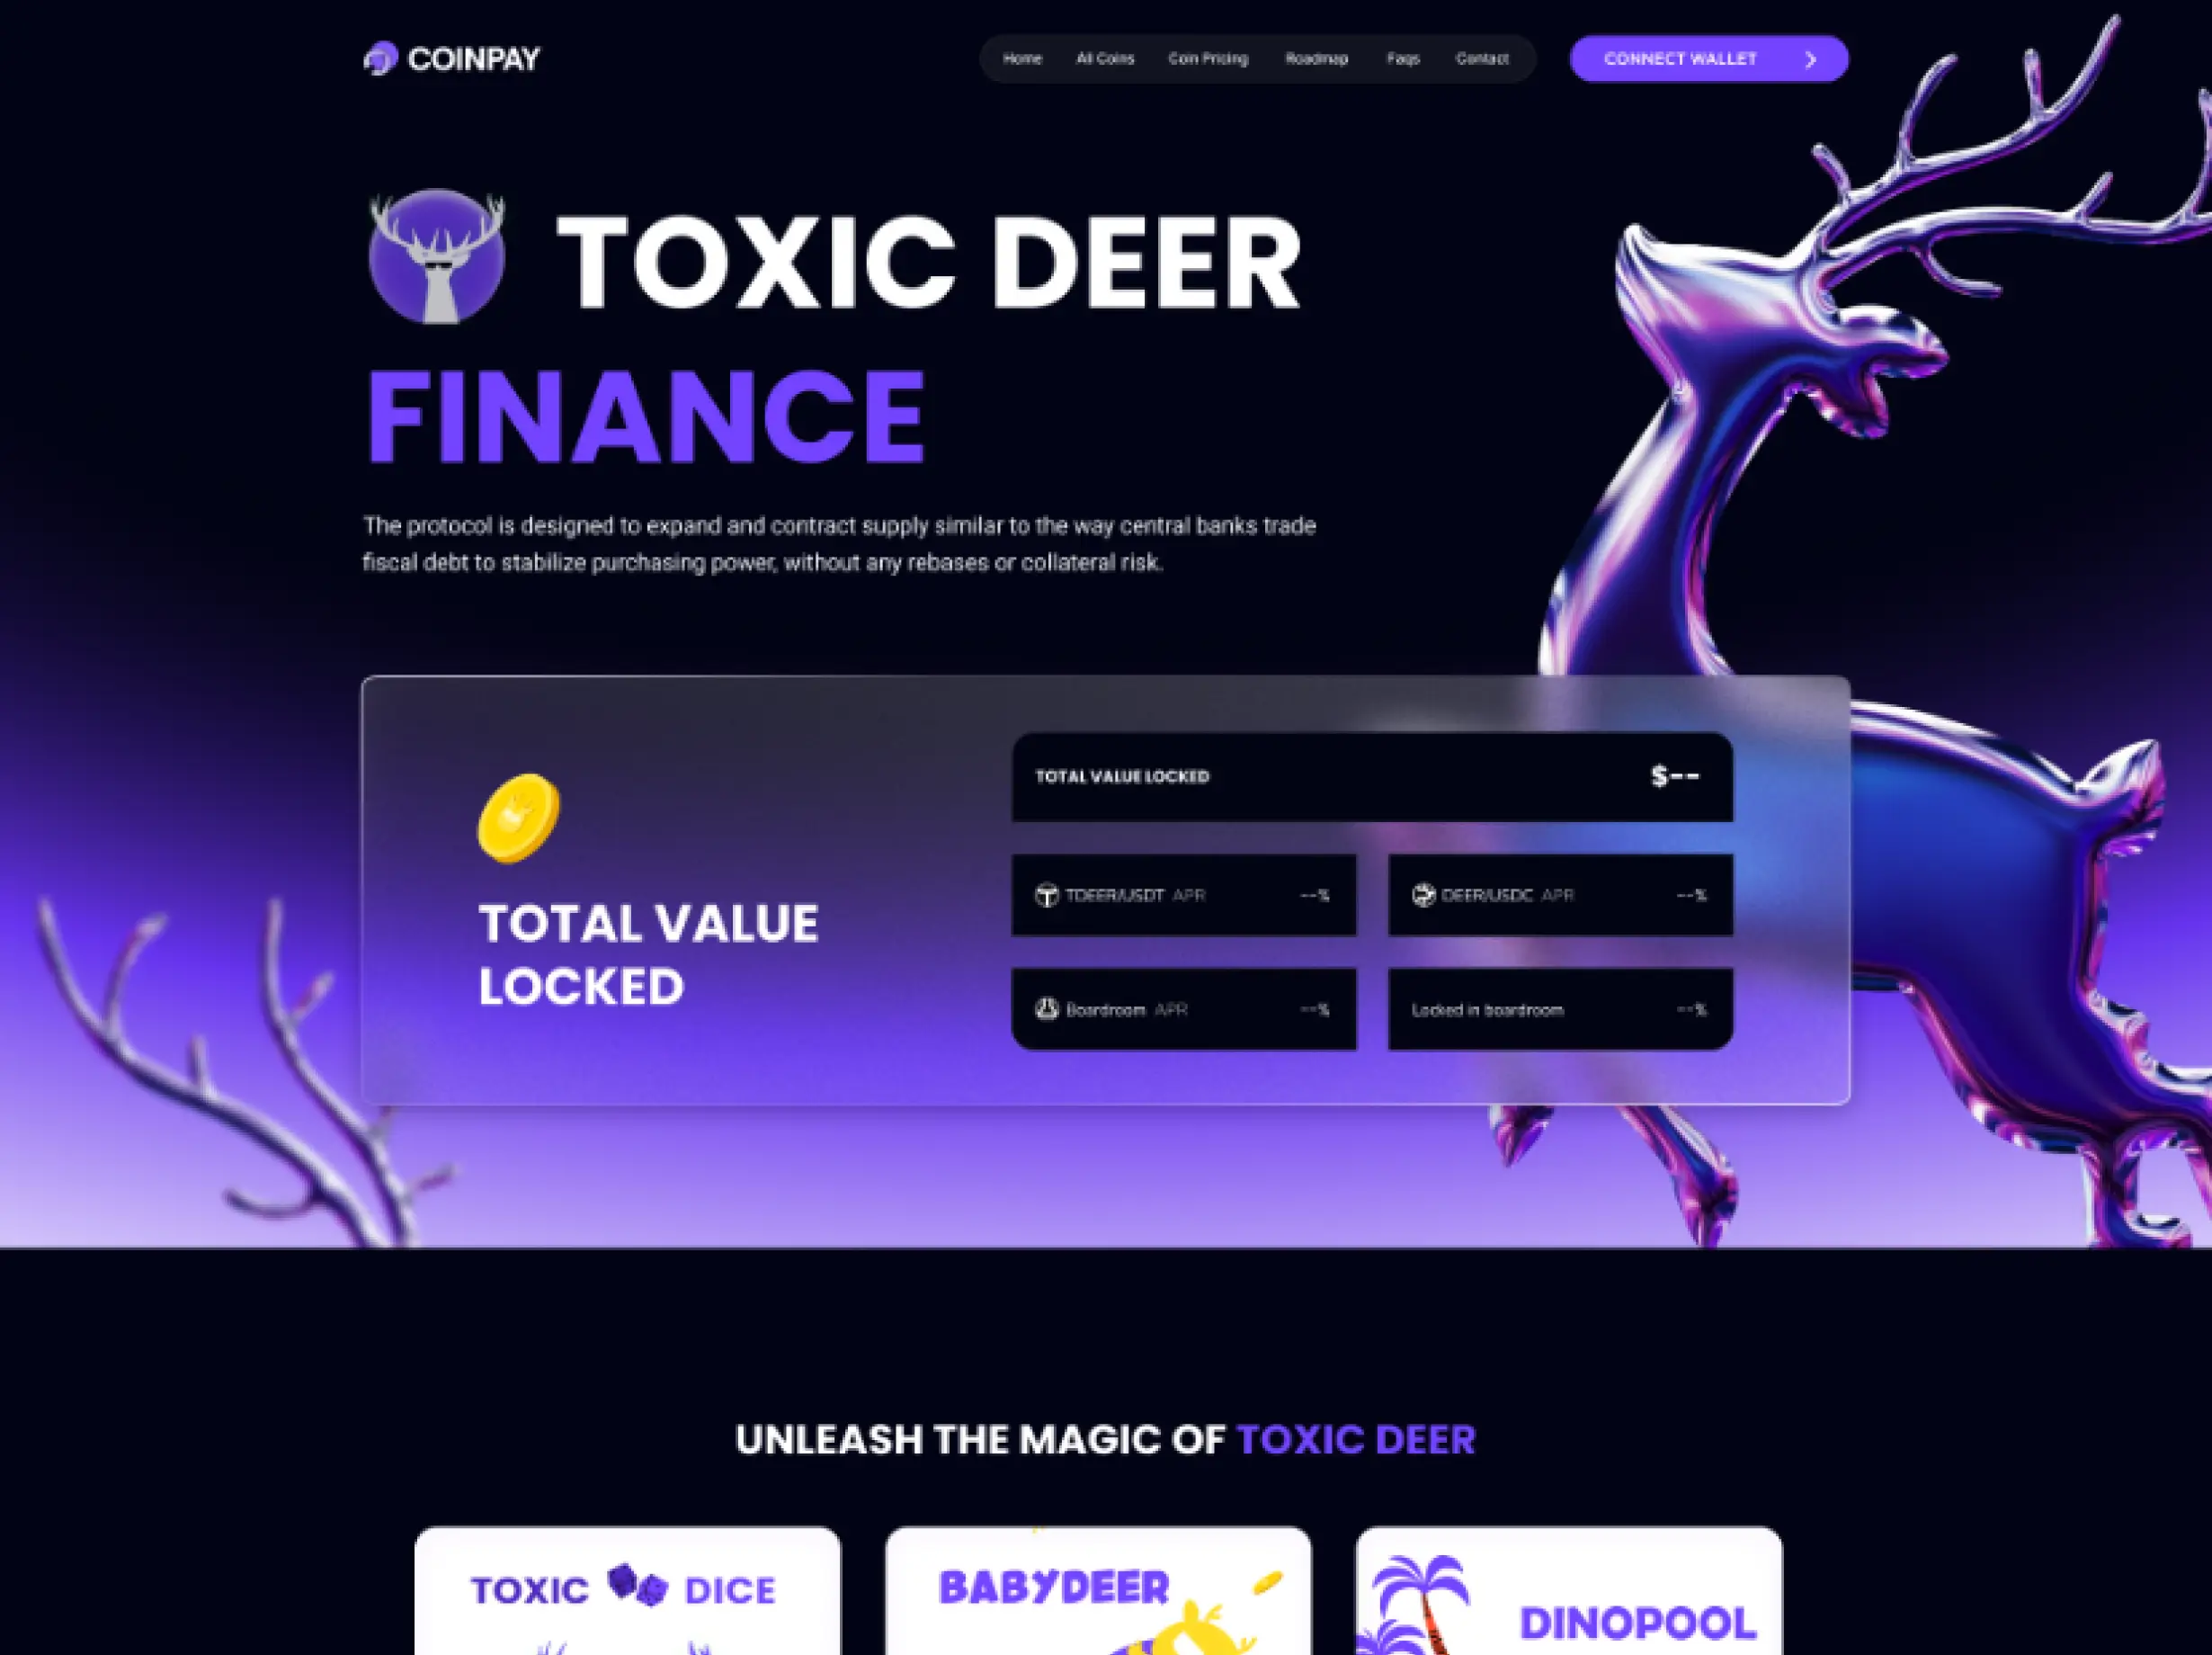 COINPAY
Home All Coins Coin Pricing Roadmap Faqs Contact
CONNECT WALLET
TOXIC DEER
FINANCE
The protocol is designed to expand and contract supply similar to the way central banks trade
fiscal debt to stabilize purchasing power, without any rebases or collateral risk.
TOTAL VALUE
LOCKED
TOTAL VALUE LOCKED $--
TDEER/USDT APR --%
DEER/USDC APR --%
Boardroom APR --%
Locked in boardroom --%
UNLEASH THE MAGIC OF TOXIC DEER
TOXIC DICE
BABYDEER
DINOPOOL